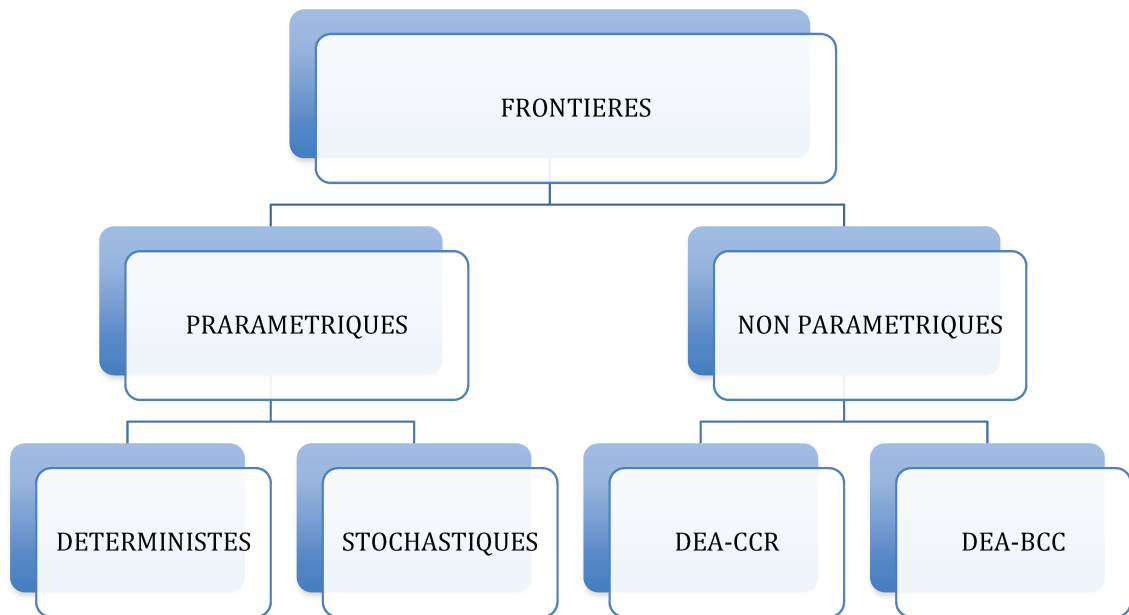 FRONTIERES
PRARAMETRIQUES
NON PARAMETRIQUES
DETERMINISTES
STOCHASTIQUES
DEA-CCR
DEA-BCC